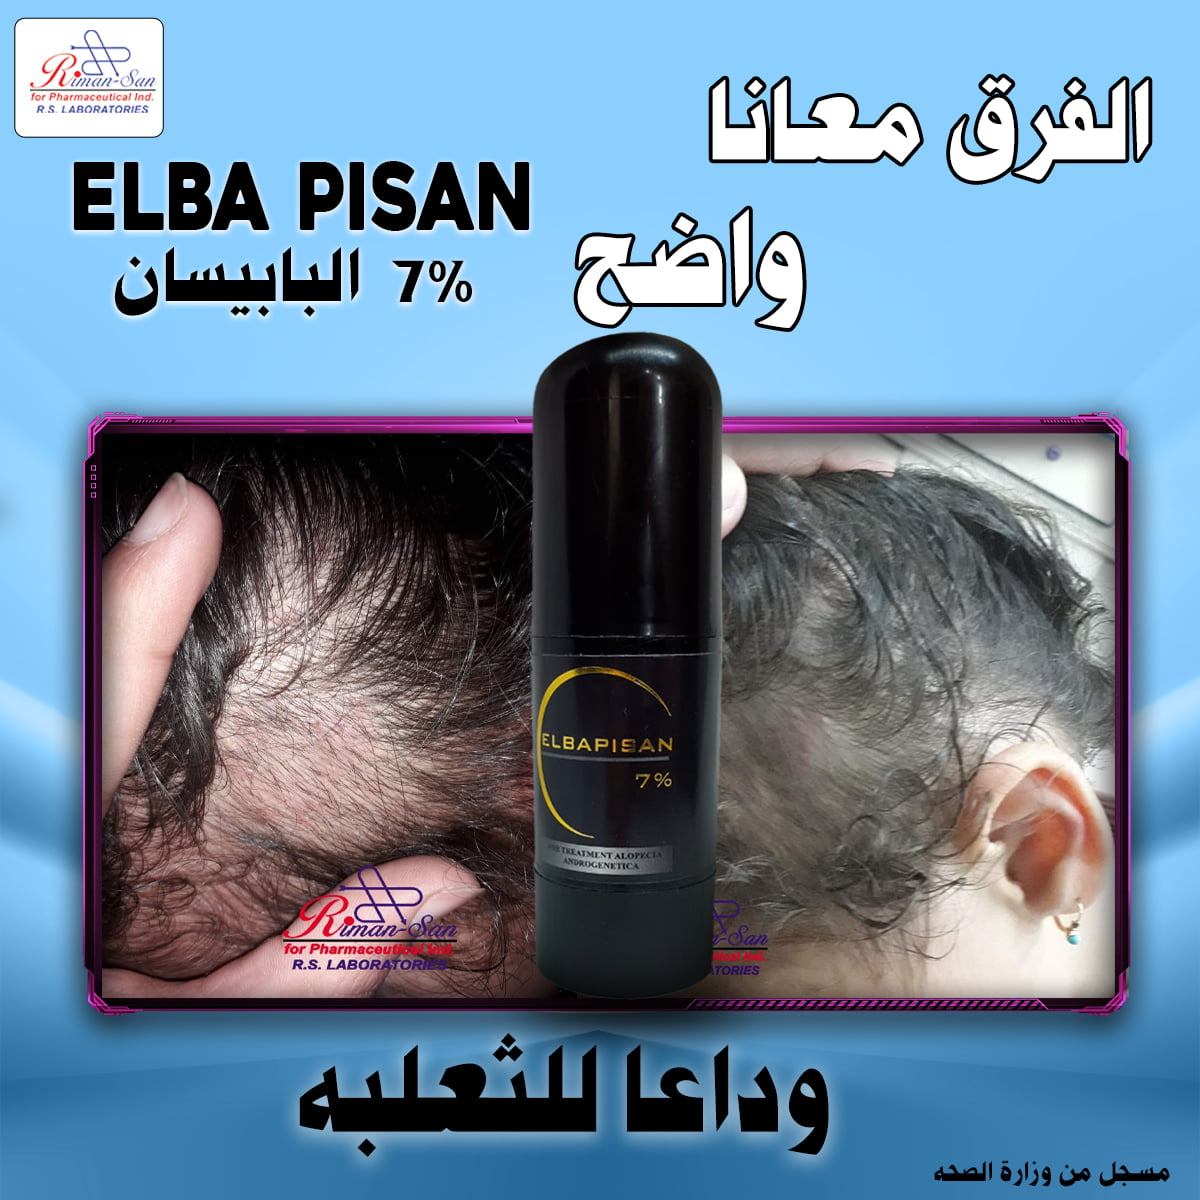 Riman-San
for Pharmaceutical Ind.
R.S. LABORATORIES
الفرق معانا
واضح
ELBA PISAN
7% البابيسان
ELBAPISAN
7%
FOR TREATMENT ALOPECIA
ANDROGENETICA
Riman-San
for Pharmaceutical Ind.
R.S. LABORATORIES
وداعا للثعلبه
مسجل من وزارة الصحه